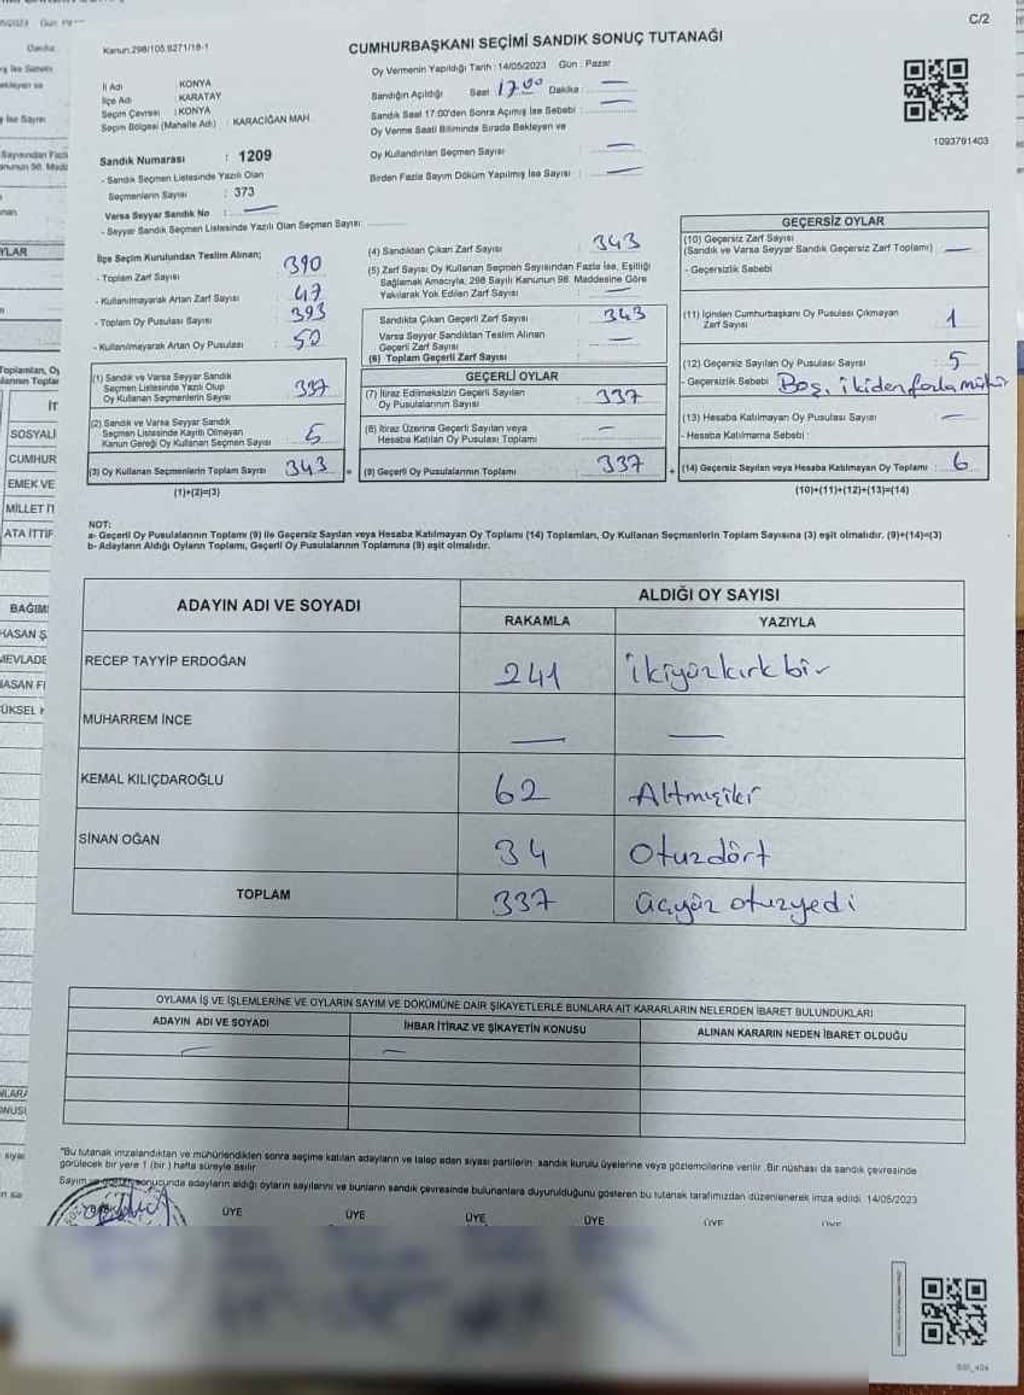 C/2
Kanun:298/105.6271/18-1
CUMHURBAŞKANI SEÇİMİ SANDIK SONUÇ TUTANAĞI
Oy Vermenin Yapıldığı Tarih : 14/05/2023 Gün : Pazar
İl Adı : KONYA
İlçe Adı : KARATAY
Seçim Çevresi : KONYA
Seçim Bölgesi (Mahalle Adı) : KARACIĞAN MAH
Sandığın Açıldığı Saat 17.00 Dakika : —
Sandık Saat 17:00'den Sonra Açılmış İse Sebebi : —
Oy Verme Saati Bitiminde Sırada Bekleyen ve
Oy Kullandırılan Seçmen Sayısı : —
Birden Fazla Sayım Döküm Yapılmış İse Sayısı : —
1093791403
Sandık Numarası : 1209
- Sandık Seçmen Listesinde Yazılı Olan
Seçmenlerin Sayısı : 373
Varsa Seyyar Sandık No : —
- Seyyar Sandık Seçmen Listesinde Yazılı Olan Seçmen Sayısı:
İlçe Seçim Kurulundan Teslim Alınan;
- Toplam Zarf Sayısı : 390
- Kullanılmayarak Artan Zarf Sayısı : 47
- Toplam Oy Pusulası Sayısı : 393
- Kullanılmayarak Artan Oy Pusulası : 50
(1) Sandık ve Varsa Seyyar Sandık
Seçmen Listesinde Yazılı Olup
Oy Kullanan Seçmenlerin Sayısı : 337
(2) Sandık ve Varsa Seyyar Sandık
Seçmen Listesinde Kayıtlı Olmayan
Kanun Gereği Oy Kullanan Seçmen Sayısı
(3) Oy Kullanan Seçmenlerin Toplam Sayısı : 343
(1)+(2)=(3)
(4) Sandıktan Çıkan Zarf Sayısı : 343
(5) Zarf Sayısı Oy Kullanan Seçmen Sayısından Fazla İse, Eşitliği
Sağlamak Amacıyla, 298 Sayılı Kanunun 98. Maddesine Göre
Yakılarak Yok Edilen Zarf Sayısı : —
Sandıkta Çıkan Geçerli Zarf Sayısı : 343
Varsa Seyyar Sandıktan Teslim Alınan
Geçerli Zarf Sayısı : —
(6) Toplam Geçerli Zarf Sayısı :
GEÇERLİ OYLAR
(7) İtiraz Edilmeksizin Geçerli Sayılan
Oy Pusulalarının Sayısı : 337
(8) İtiraz Üzerine Geçerli Sayılan veya
Hesaba Katılan Oy Pusulası Toplamı : —
= (9) Geçerli Oy Pusulalarının Toplamı : 337
GEÇERSİZ OYLAR
(10) Geçersiz Zarf Sayısı
(Sandık ve Varsa Seyyar Sandık Geçersiz Zarf Toplamı) : —
- Geçersizlik Sebebi
(11) İçinden Cumhurbaşkanı Oy Pusulası Çıkmayan
Zarf Sayısı : 1
(12) Geçersiz Sayılan Oy Pusulası Sayısı : 5
- Geçersizlik Sebebi Boş, ikiden fazla mühür
(13) Hesaba Katılmayan Oy Pusulası Sayısı : —
- Hesaba Katılmama Sebebi :
+ (14) Geçersiz Sayılan veya Hesaba Katılmayan Oy Toplamı : 6
(10)+(11)+(12)+(13)=(14)
NOT:
a- Geçerli Oy Pusulalarının Toplamı (9) ile Geçersiz Sayılan veya Hesaba Katılmayan Oy Toplamı (14) Toplamları, Oy Kullanan Seçmenlerin Toplam Sayısına (3) eşit olmalıdır. (9)+(14)=(3)
b- Adayların Aldığı Oyların Toplamı, Geçerli Oy Pusulalarının Toplamına (9) eşit olmalıdır.
ADAYIN ADI VE SOYADI
ALDIĞI OY SAYISI
RAKAMLA YAZIYLA
RECEP TAYYİP ERDOĞAN 241 ikiyüzkırkbir
MUHARREM İNCE — —
KEMAL KILIÇDAROĞLU 62 Altmışiki
SİNAN OĞAN 34 Otuzdört
TOPLAM 337 üçyüz otuzyedi
OYLAMA İŞ VE İŞLEMLERİNE VE OYLARIN SAYIM VE DÖKÜMÜNE DAİR ŞİKAYETLERLE BUNLARA AİT KARARLARIN NELERDEN İBARET BULUNDUKLARI
ADAYIN ADI VE SOYADI İHBAR İTİRAZ VE ŞİKAYETİN KONUSU ALINAN KARARIN NEDEN İBARET OLDUĞU
— —
"Bu tutanak imzalandıktan ve mühürlendikten sonra seçime katılan adayların ve talep eden siyasi partilerin sandık kurulu üyelerine veya gözlemcilerine verilir. Bir nüshası da sandık çevresinde
görülecek bir yere 1 (bir) hafta süreyle asılır
Sayım ve döküm sonucunda adayların aldığı oyların sayılarını ve bunların sandık çevresinde bulunanlara duyurulduğunu gösteren bu tutanak tarafımızdan düzenlenerek imza edildi. 14/05/2023
ÜYE ÜYE ÜYE ÜYE ÜYE ÜYE
YLAR
İT
SOSYALİ
CUMHUR
EMEK VE
MİLLET İT
ATA İTTİF
BAĞIMS
HASAN Ş
MEVLADE
HASAN Fİ
ÜKSEL